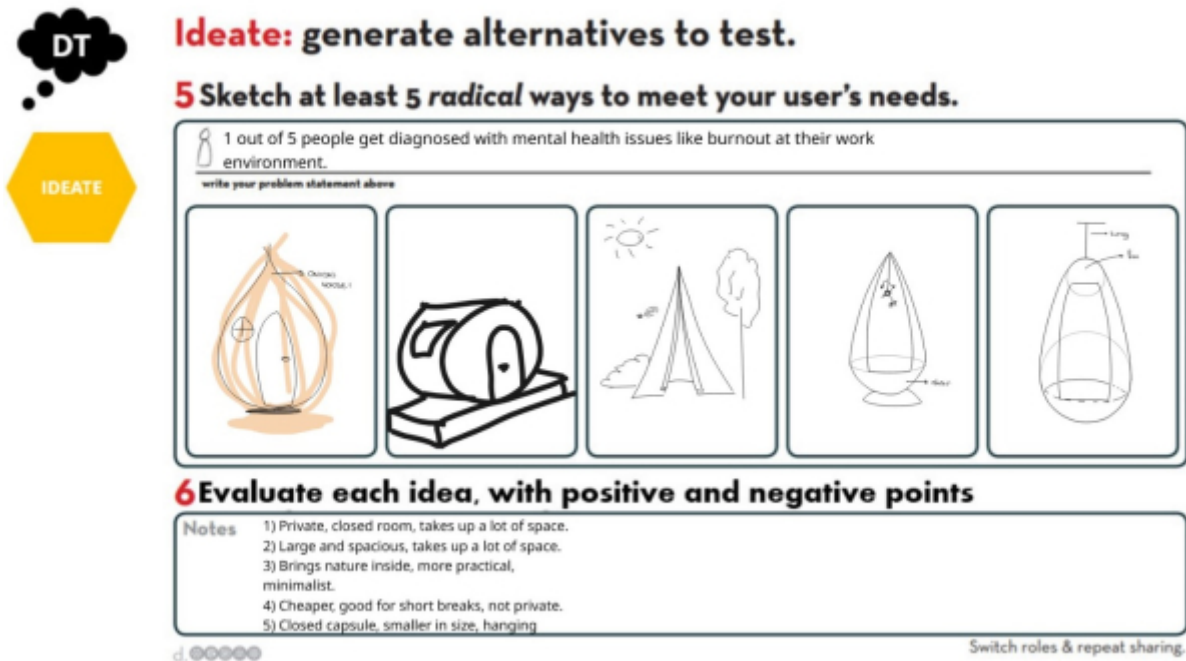 DT
Ideate: generate alternatives to test.
5 Sketch at least 5 radical ways to meet your user's needs.
IDEATE
1 out of 5 people get diagnosed with mental health issues like burnout at their work
environment.
write your problem statement above
6 Evaluate each idea, with positive and negative points
Notes
1) Private, closed room, takes up a lot of space.
2) Large and spacious, takes up a lot of space.
3) Brings nature inside, more practical,
minimalist.
4) Cheaper, good for short breaks, not private.
5) Closed capsule, smaller in size, hanging
d.
Switch roles & repeat sharing.